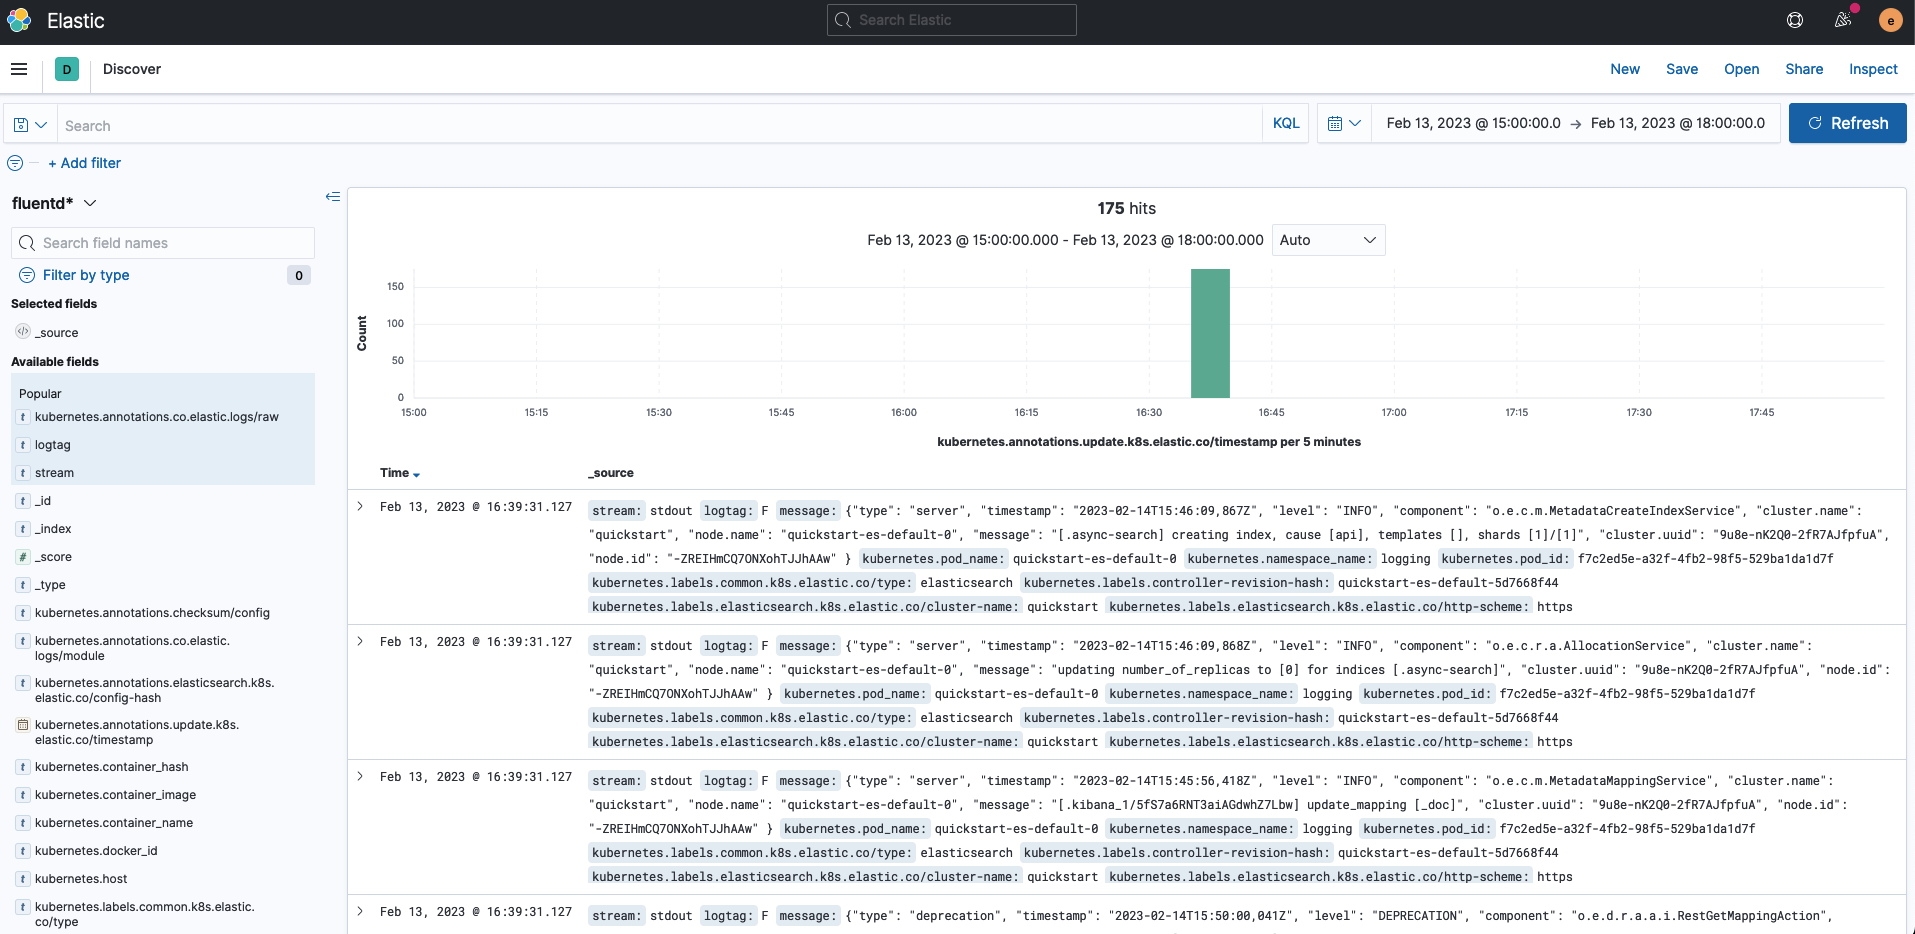 Elastic
Search Elastic
e
D
Discover
New Save Open Share Inspect
Search
KQL
Feb 13, 2023 @ 15:00:00.0 → Feb 13, 2023 @ 18:00:00.0
Refresh
+ Add filter
fluentd*
Search field names
Filter by type 0
Selected fields
_source
Available fields
Popular
t kubernetes.annotations.co.elastic.logs/raw
t logtag
t stream
t _id
t _index
# _score
t _type
t kubernetes.annotations.checksum/config
t kubernetes.annotations.co.elastic.
logs/module
t kubernetes.annotations.elasticsearch.k8s.
elastic.co/config-hash
kubernetes.annotations.update.k8s.
elastic.co/timestamp
t kubernetes.container_hash
t kubernetes.container_image
t kubernetes.container_name
t kubernetes.docker_id
t kubernetes.host
t kubernetes.labels.common.k8s.elastic.
co/type
175 hits
Feb 13, 2023 @ 15:00:00.000 - Feb 13, 2023 @ 18:00:00.000 Auto
Count
150
100
50
0
15:00 15:15 15:30 15:45 16:00 16:15 16:30 16:45 17:00 17:15 17:30 17:45
kubernetes.annotations.update.k8s.elastic.co/timestamp per 5 minutes
Time _source
Feb 13, 2023 @ 16:39:31.127 stream: stdout logtag: F message: {"type": "server", "timestamp": "2023-02-14T15:46:09,867Z", "level": "INFO", "component": "o.e.c.m.MetadataCreateIndexService", "cluster.name":
"quickstart", "node.name": "quickstart-es-default-0", "message": "[.async-search] creating index, cause [api], templates [], shards [1]/[1]", "cluster.uuid": "9u8e-nK2Q0-2fR7AJfpfuA",
"node.id": "-ZREIHmCQ7ONXohTJJhAAw" } kubernetes.pod_name: quickstart-es-default-0 kubernetes.namespace_name: logging kubernetes.pod_id: f7c2ed5e-a32f-4fb2-98f5-529ba1da1d7f
kubernetes.labels.common.k8s.elastic.co/type: elasticsearch kubernetes.labels.controller-revision-hash: quickstart-es-default-5d7668f44
kubernetes.labels.elasticsearch.k8s.elastic.co/cluster-name: quickstart kubernetes.labels.elasticsearch.k8s.elastic.co/http-scheme: https
Feb 13, 2023 @ 16:39:31.127 stream: stdout logtag: F message: {"type": "server", "timestamp": "2023-02-14T15:46:09,868Z", "level": "INFO", "component": "o.e.c.r.a.AllocationService", "cluster.name":
"quickstart", "node.name": "quickstart-es-default-0", "message": "updating number_of_replicas to [0] for indices [.async-search]", "cluster.uuid": "9u8e-nK2Q0-2fR7AJfpfuA", "node.id":
"-ZREIHmCQ7ONXohTJJhAAw" } kubernetes.pod_name: quickstart-es-default-0 kubernetes.namespace_name: logging kubernetes.pod_id: f7c2ed5e-a32f-4fb2-98f5-529ba1da1d7f
kubernetes.labels.common.k8s.elastic.co/type: elasticsearch kubernetes.labels.controller-revision-hash: quickstart-es-default-5d7668f44
kubernetes.labels.elasticsearch.k8s.elastic.co/cluster-name: quickstart kubernetes.labels.elasticsearch.k8s.elastic.co/http-scheme: https
Feb 13, 2023 @ 16:39:31.127 stream: stdout logtag: F message: {"type": "server", "timestamp": "2023-02-14T15:45:56,418Z", "level": "INFO", "component": "o.e.c.m.MetadataMappingService", "cluster.name":
"quickstart", "node.name": "quickstart-es-default-0", "message": "[.kibana_1/5fS7a6RNT3aiAGdwhZ7Lbw] update_mapping [_doc]", "cluster.uuid": "9u8e-nK2Q0-2fR7AJfpfuA", "node.id":
"-ZREIHmCQ7ONXohTJJhAAw" } kubernetes.pod_name: quickstart-es-default-0 kubernetes.namespace_name: logging kubernetes.pod_id: f7c2ed5e-a32f-4fb2-98f5-529ba1da1d7f
kubernetes.labels.common.k8s.elastic.co/type: elasticsearch kubernetes.labels.controller-revision-hash: quickstart-es-default-5d7668f44
kubernetes.labels.elasticsearch.k8s.elastic.co/cluster-name: quickstart kubernetes.labels.elasticsearch.k8s.elastic.co/http-scheme: https
Feb 13, 2023 @ 16:39:31.127 stream: stdout logtag: F message: {"type": "deprecation", "timestamp": "2023-02-14T15:50:00,041Z", "level": "DEPRECATION", "component": "o.e.d.r.a.a.i.RestGetMappingAction",